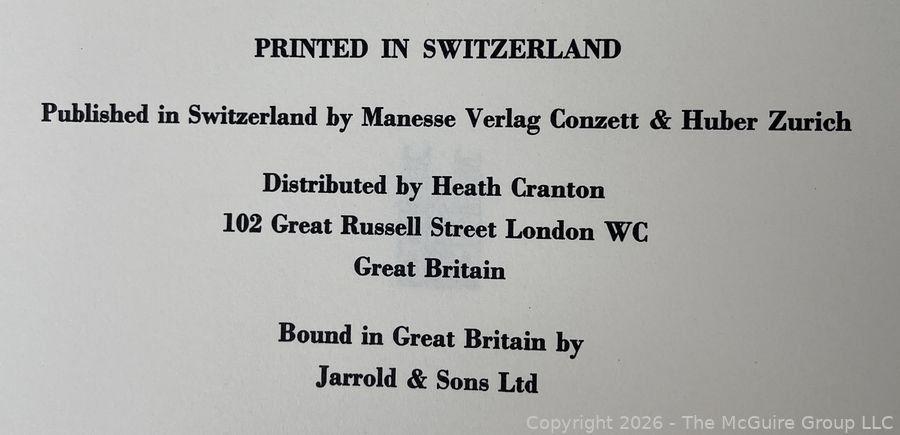 PRINTED IN SWITZERLAND
Published in Switzerland by Manesse Verlag Conzett & Huber Zurich
Distributed by Heath Cranton
102 Great Russell Street London WC
Great Britain
Bound in Great Britain by
Jarrold & Sons Ltd
Copyright 2026 - The McGuire Group LLC